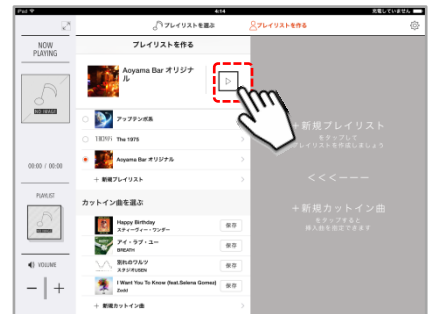 iPad
4:14
充電していません
プレイリストを選ぶ
プレイリストを作る
NOW
PLAYING
NO IMAGE
00:00 / 00:00
PLAYLIST
NO IMAGE
VOLUME
プレイリストを作る
Aoyama Bar オリジナ
ル
アップテンポ系
The 1975
Aoyama Bar オリジナル
+ 新規プレイリスト
カットイン曲を選ぶ
Happy Birthday
スティーヴィー・ワンダー
保存
アイ・ラブ・ユー
BREATH
保存
別れのワルツ
スタジオUSEN
保存
I Want You To Know (feat.Selena Gomez)
Zedd
保存
+ 新規カットイン曲
+新規プレイリスト
をタップして
プレイリストを作成しましょう
<<<---
+新規カットイン曲
をタップすると
挿入曲を指定できます